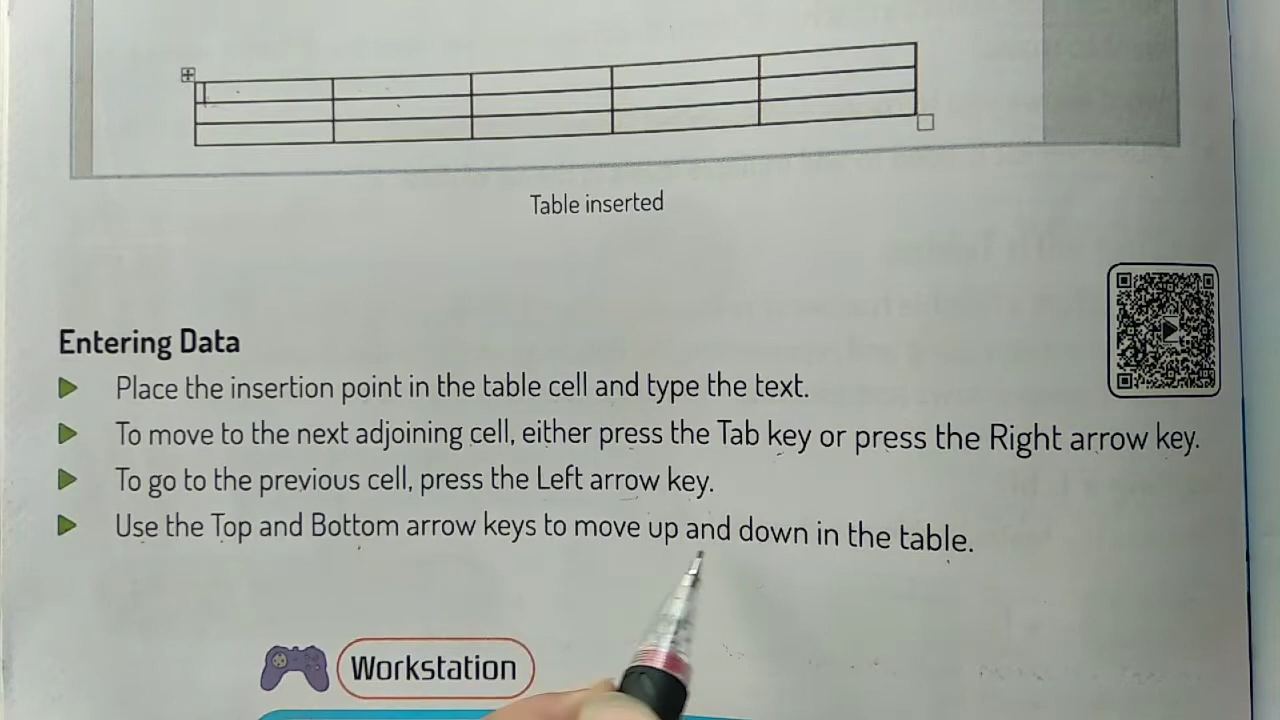 Table inserted
Entering Data
Place the insertion point in the table cell and type the text.
To move to the next adjoining cell, either press the Tab key or press the Right arrow key.
To go to the previous cell, press the Left arrow key.
Use the Top and Bottom arrow keys to move up and down in the table.
Workstation